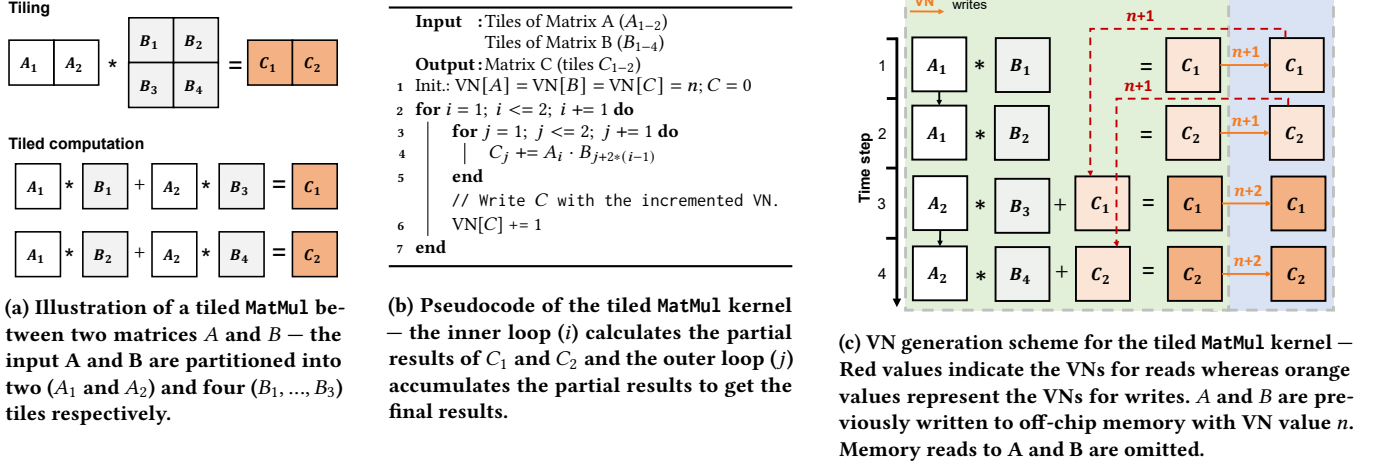 Tiling
A1 A2 * B1 B2 = C1 C2
B3 B4
Tiled computation
A1 * B1 + A2 * B3 = C1
A1 * B2 + A2 * B4 = C2
(a) Illustration of a tiled MatMul be-
tween two matrices A and B — the
input A and B are partitioned into
two (A1 and A2) and four (B1, ..., B3)
tiles respectively.
Input : Tiles of Matrix A (A1−2)
Tiles of Matrix B (B1−4)
Output : Matrix C (tiles C1−2)
1 Init.: VN[A] = VN[B] = VN[C] = n; C = 0
2 for i = 1; i <= 2; i += 1 do
3 for j = 1; j <= 2; j += 1 do
4 Cj += Ai · Bj+2*(i−1)
5 end
// Write C with the incremented VN.
6 VN[C] += 1
7 end
(b) Pseudocode of the tiled MatMul kernel
— the inner loop (i) calculates the partial
results of C1 and C2 and the outer loop (j)
accumulates the partial results to get the
final results.
VN writes
n+1
Time step
1 A1 * B1 = C1 n+1 C1
n+1
2 A1 * B2 = C2 n+1 C2
3 A2 * B3 + C1 = C1 n+2 C1
4 A2 * B4 + C2 = C2 n+2 C2
(c) VN generation scheme for the tiled MatMul kernel —
Red values indicate the VNs for reads whereas orange
values represent the VNs for writes. A and B are pre-
viously written to off-chip memory with VN value n.
Memory reads to A and B are omitted.